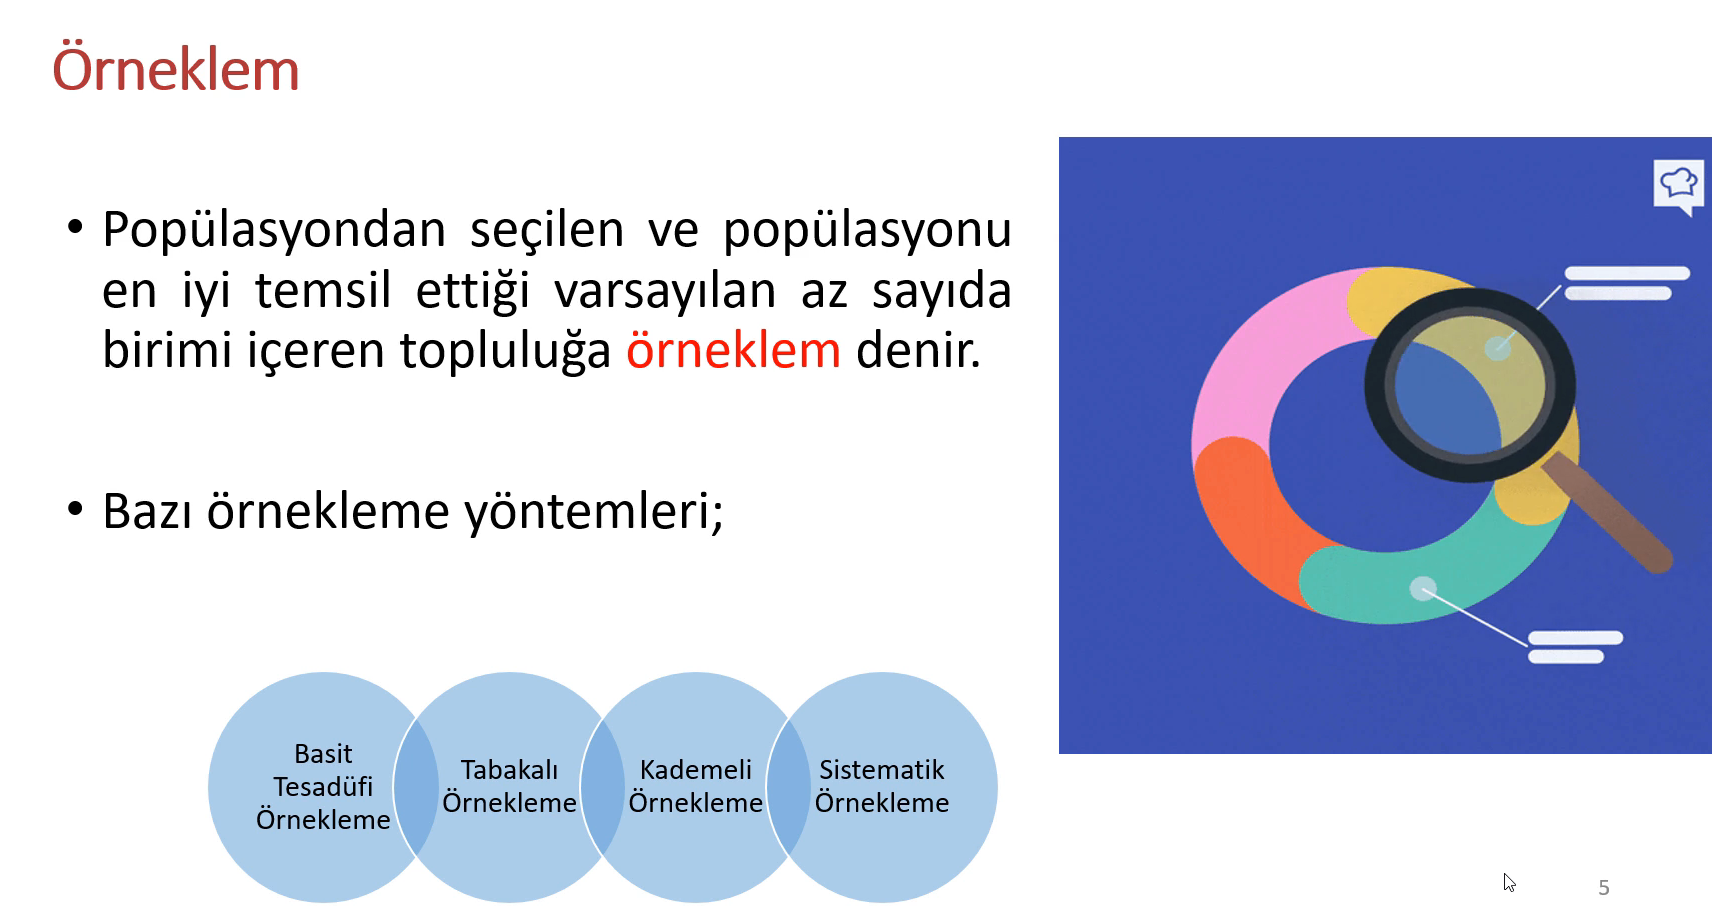 Örneklem
• Popülasyondan seçilen ve popülasyonu
en iyi temsil ettiği varsayılan az sayıda
birimi içeren topluluğa örneklem denir.
• Bazı örnekleme yöntemleri;
Basit
Tesadüfi
Örnekleme
Tabakalı
Örnekleme
Kademeli
Örnekleme
Sistematik
Örnekleme
5